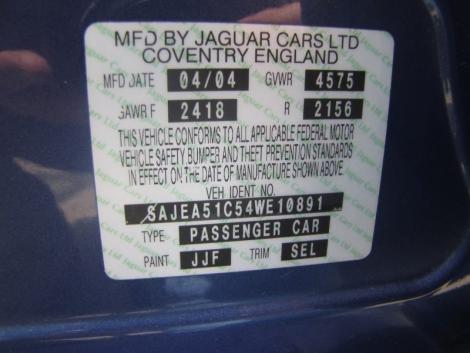 MFD BY JAGUAR CARS LTD
COVENTRY ENGLAND
MFD DATE 04/04 GVWR 4575
GAWR F 2418 R 2156
THIS VEHICLE CONFORMS TO ALL APPLICABLE FEDERAL MOTOR
VEHICLE SAFETY BUMPER AND THEFT PREVENTION STANDARDS
IN EFFECT ON THE DATE OF MANUFACTURE SHOWN ABOVE.
VEH IDENT NO.
SAJEA51C54WE10891
TYPE PASSENGER CAR
PAINT JJF TRIM SEL